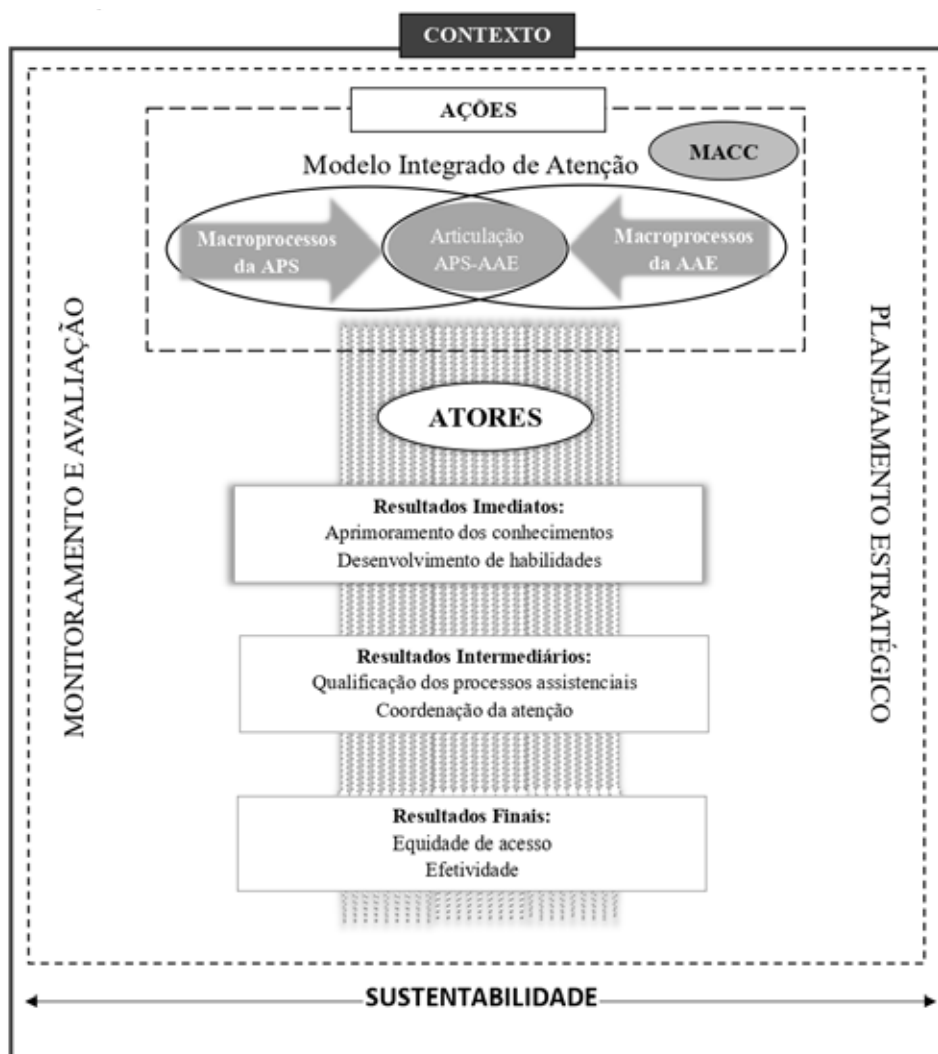 CONTEXTO
AÇÕES
MACC
Modelo Integrado de Atenção
Macroprocessos
da APS
Articulação
APS-AAE
Macroprocessos
da AAE
MONITORAMENTO E AVALIAÇÃO
PLANEJAMENTO ESTRATÉGICO
ATORES
Resultados Imediatos:
Aprimoramento dos conhecimentos
Desenvolvimento de habilidades
Resultados Intermediários:
Qualificação dos processos assistenciais
Coordenação da atenção
Resultados Finais:
Equidade de acesso
Efetividade
SUSTENTABILIDADE